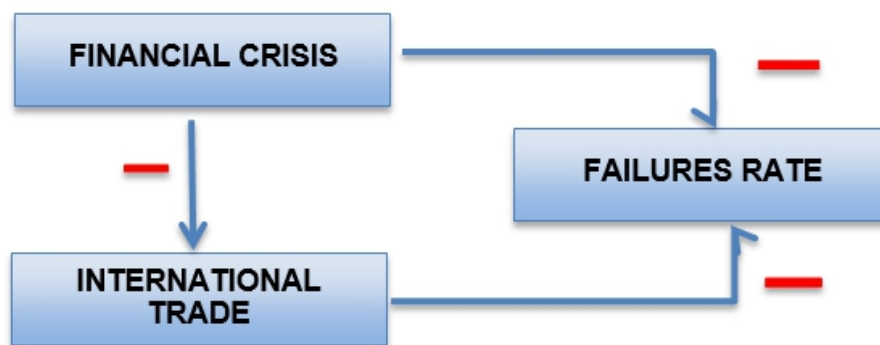 FINANCIAL CRISIS
FAILURES RATE
INTERNATIONAL
TRADE